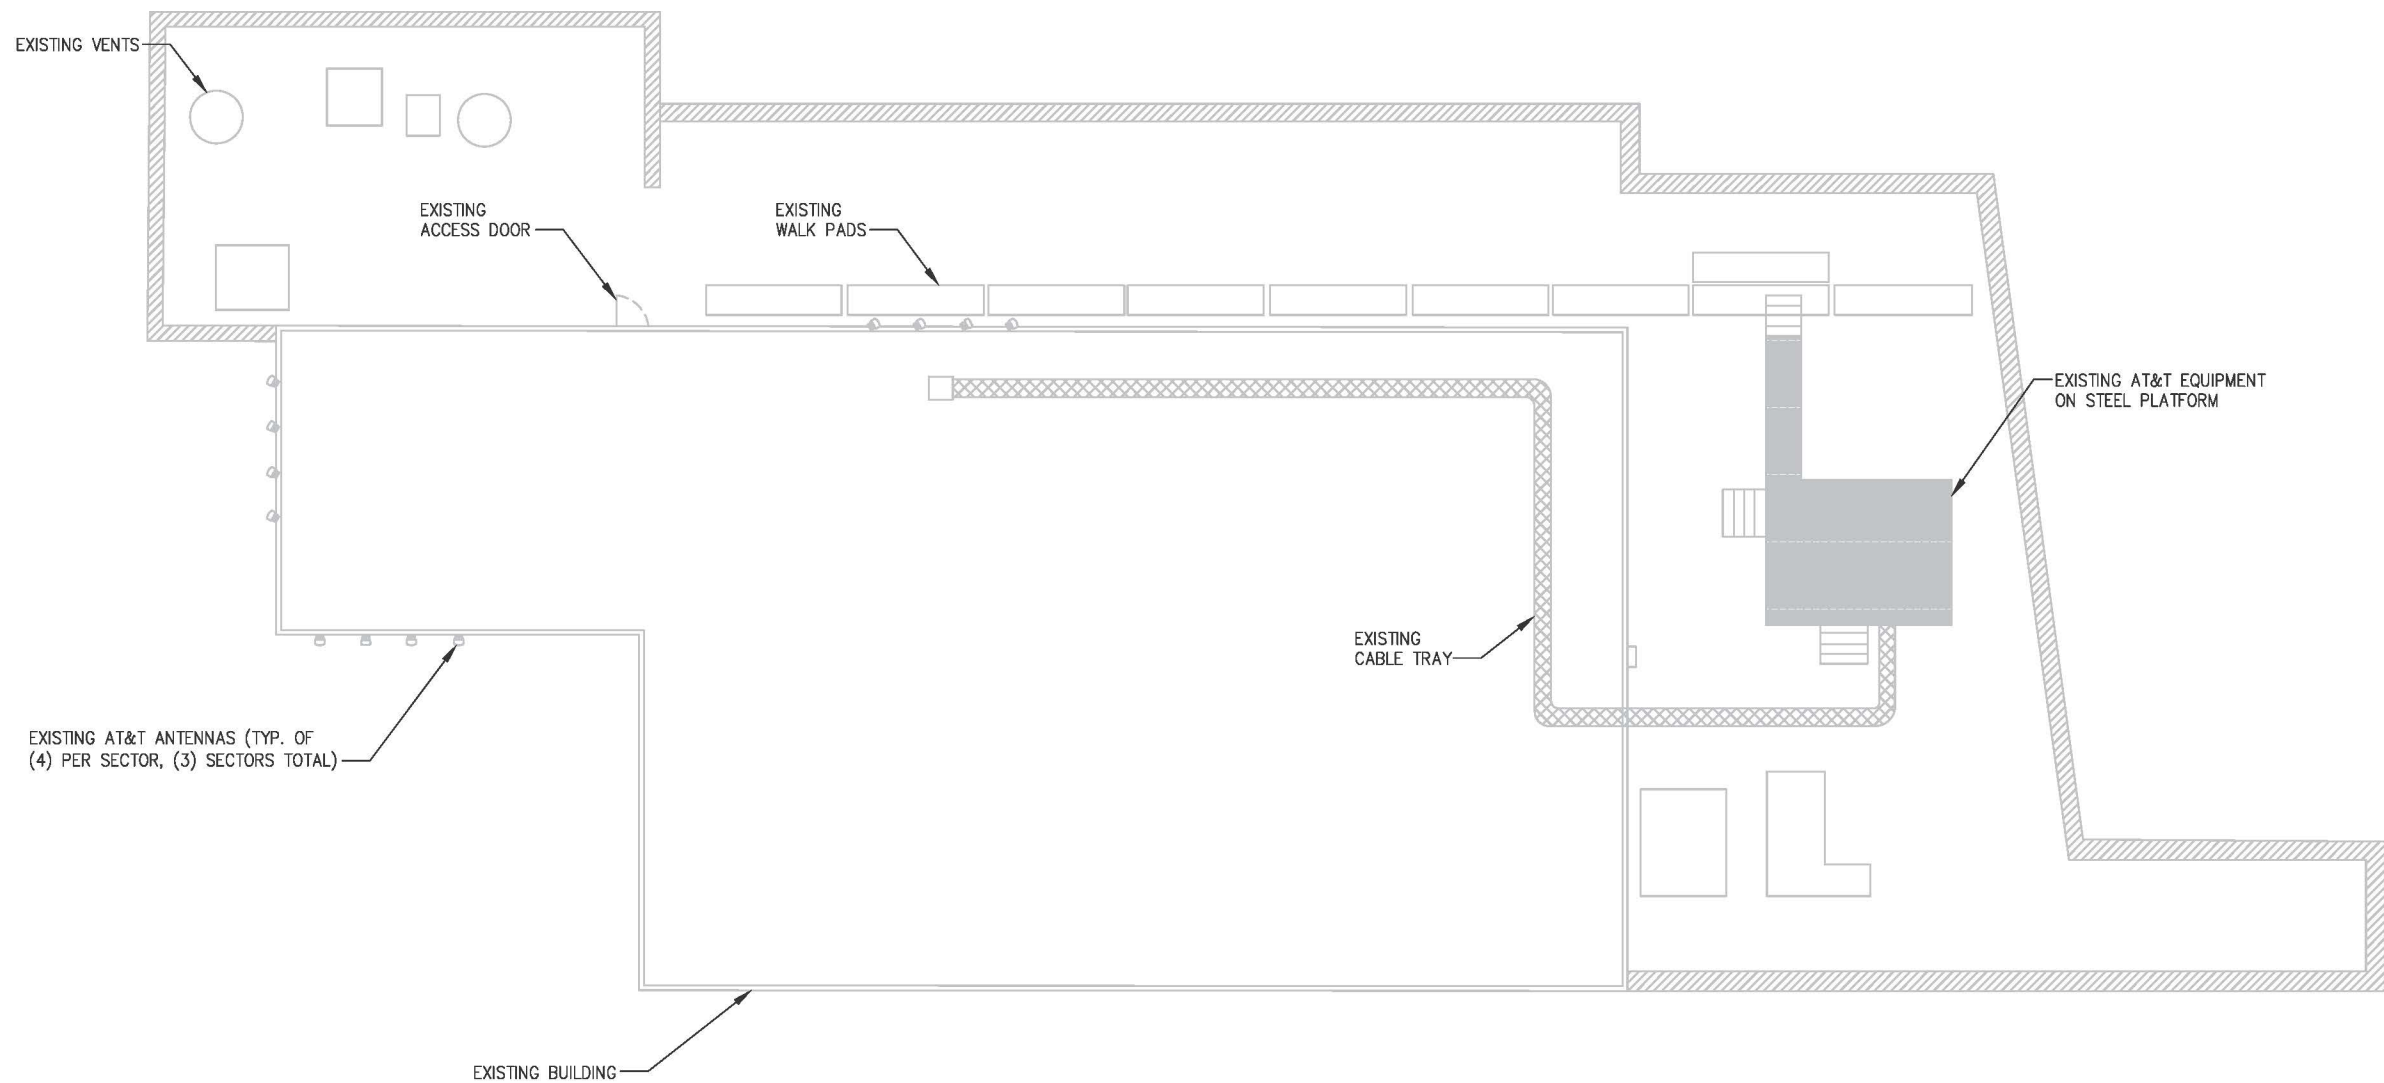 EXISTING VENTS
EXISTING
ACCESS DOOR
EXISTING
WALK PADS
EXISTING AT&T EQUIPMENT
ON STEEL PLATFORM
EXISTING
CABLE TRAY
EXISTING AT&T ANTENNAS (TYP. OF
(4) PER SECTOR, (3) SECTORS TOTAL)
EXISTING BUILDING